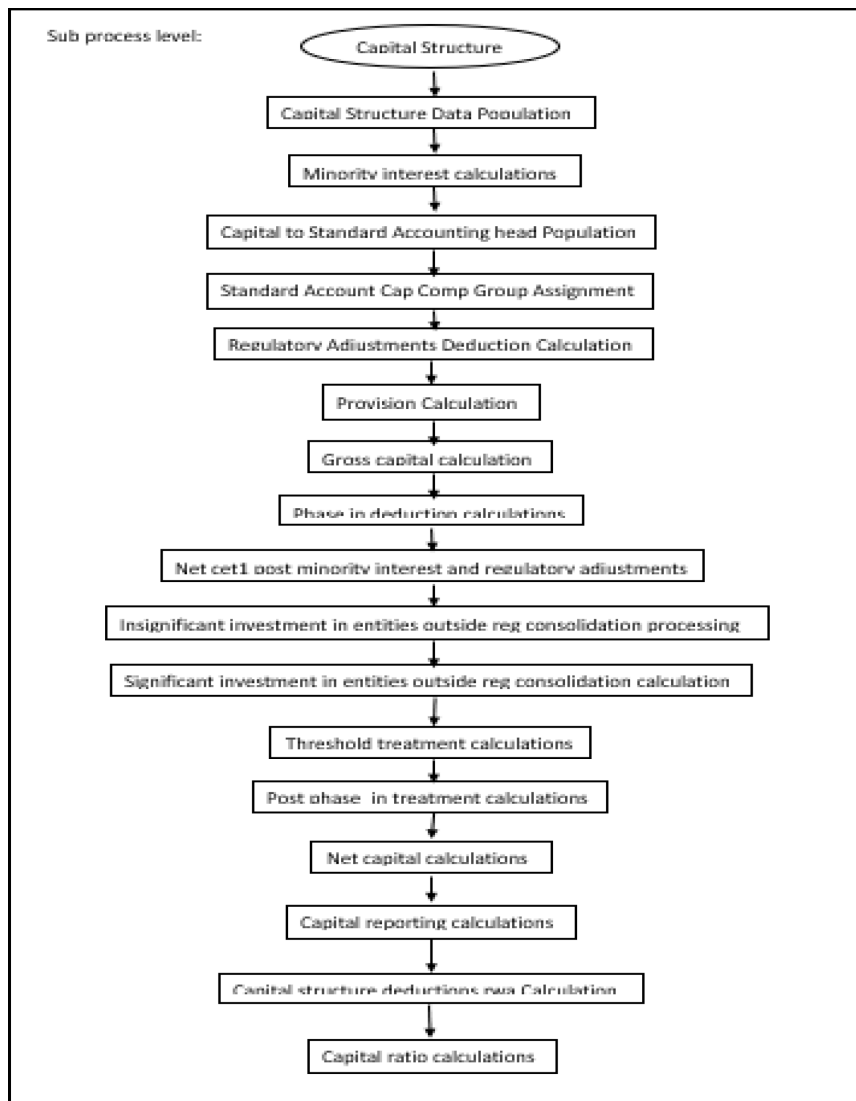 Sub process level:
Capital Structure
Capital Structure Data Population
Minority interest calculations
Capital to Standard Accounting head Population
Standard Account Cap Comp Group Assignment
Regulatory Adjustments Deduction Calculation
Provision Calculation
Gross capital calculation
Phase in deduction calculations
Net cet1 post minority interest and regulatory adjustments
Insignificant investment in entities outside reg consolidation processing
Significant investment in entities outside reg consolidation calculation
Threshold treatment calculations
Post phase in treatment calculations
Net capital calculations
Capital reporting calculations
Capital structure deductions rwa Calculation
Capital ratio calculations